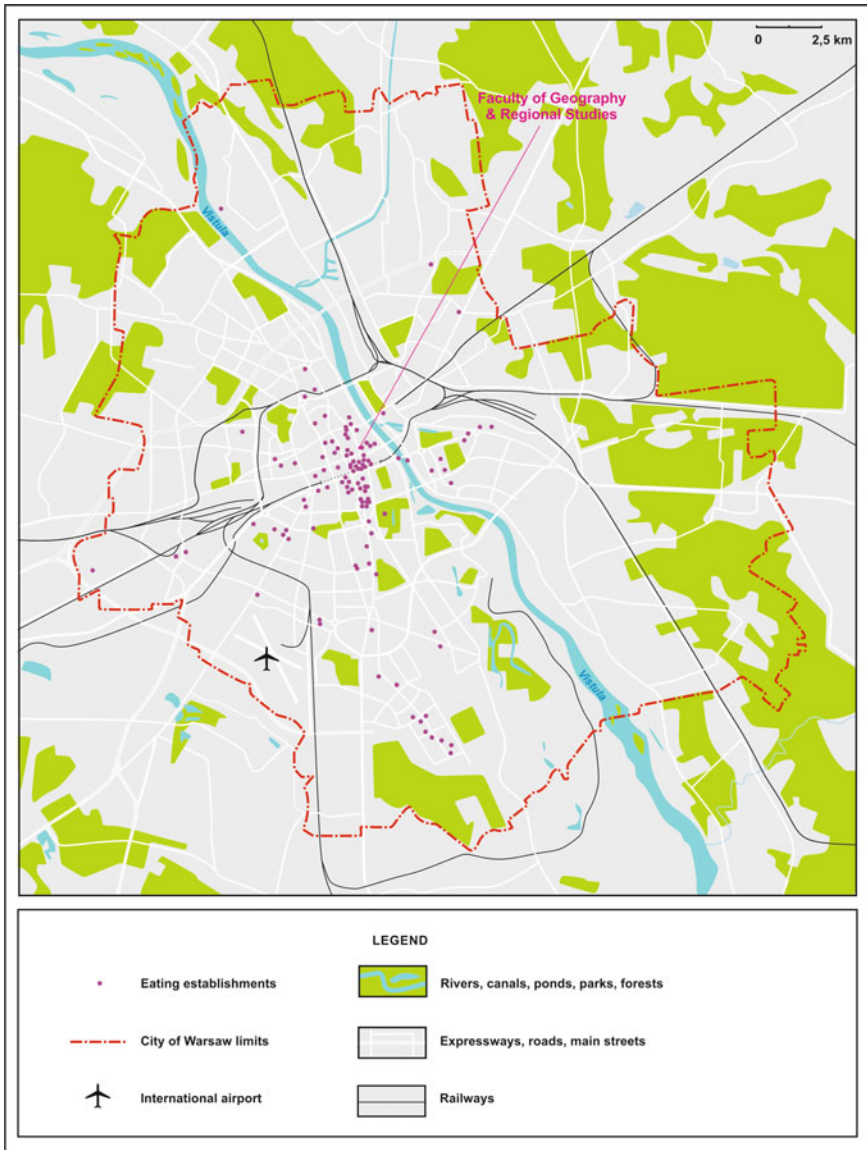 0 2,5 km
Faculty of Geography
& Regional Studies
Vistula
Vistula
LEGEND
Eating establishments
Rivers, canals, ponds, parks, forests
City of Warsaw limits
Expressways, roads, main streets
International airport
Railways